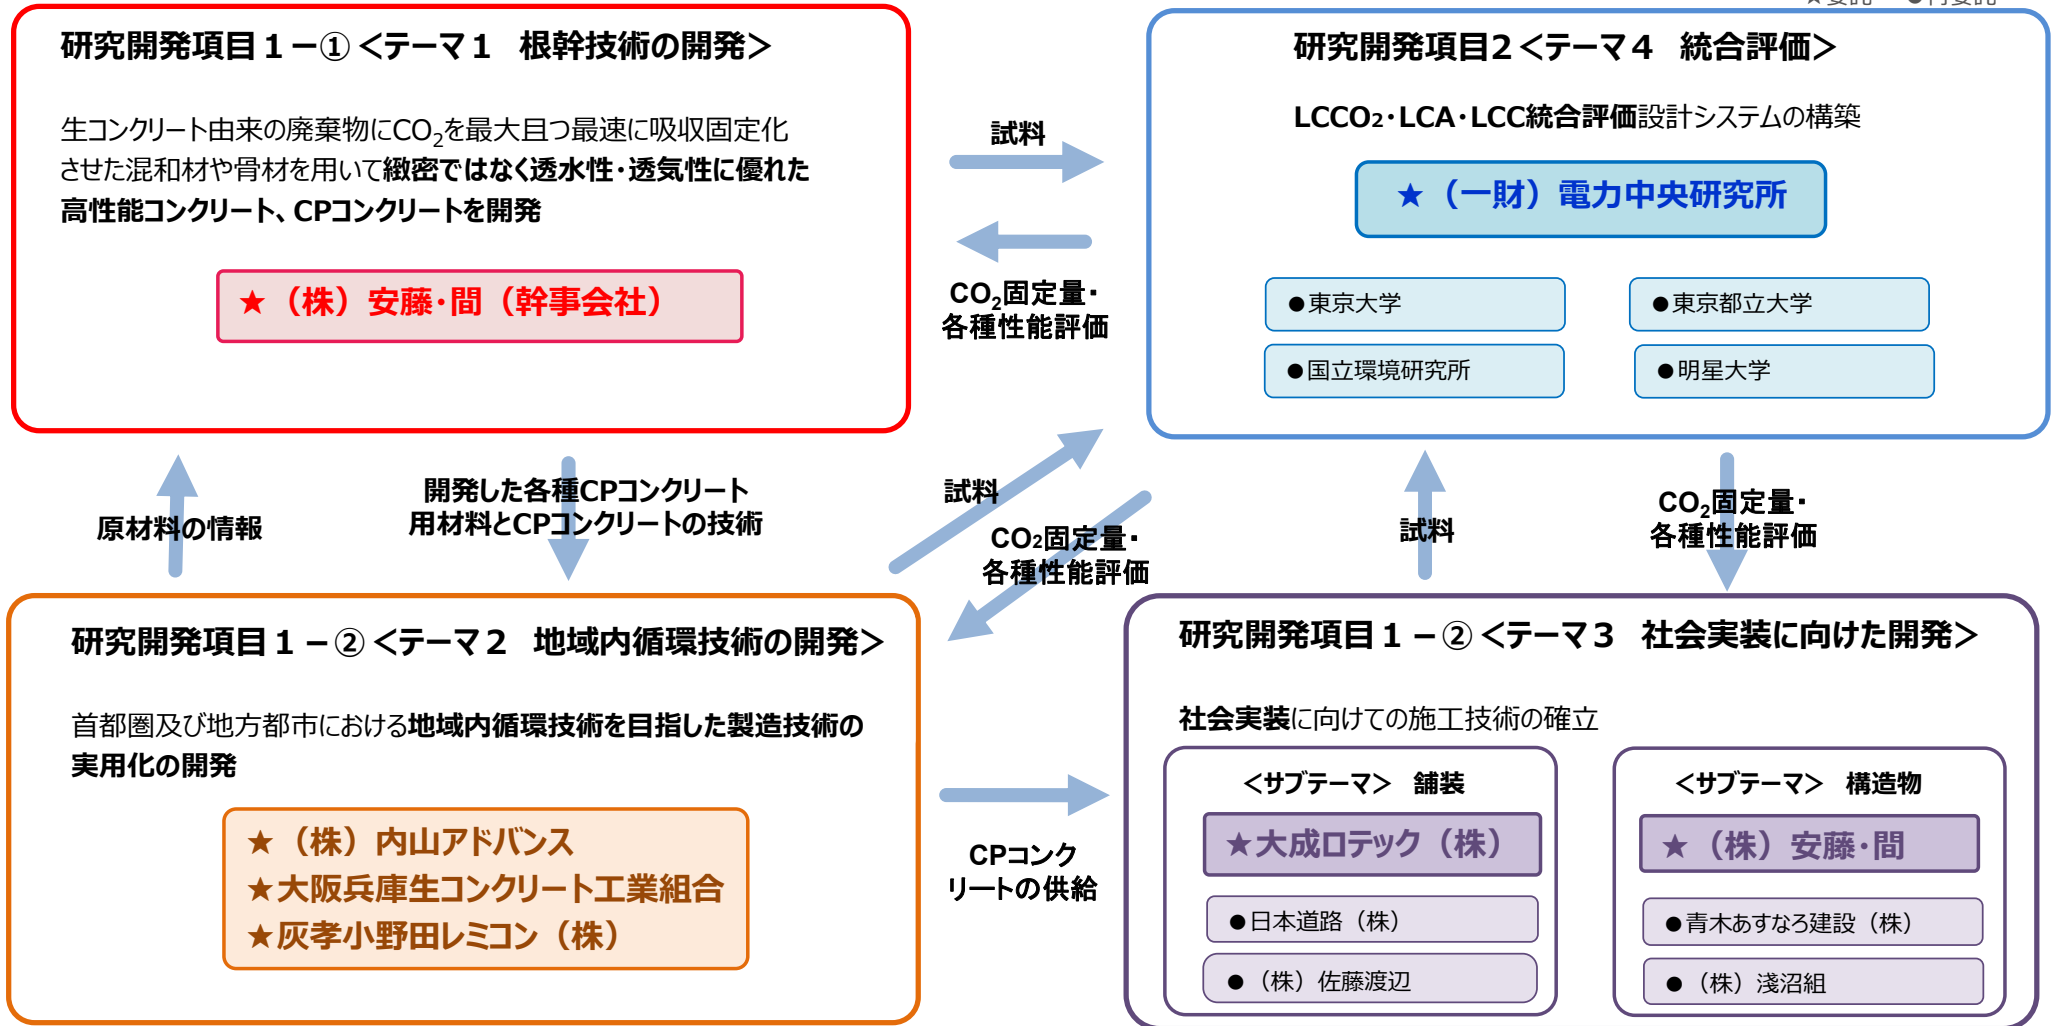 研究開発項目１－①＜テーマ１　根幹技術の開発＞
生コンクリート由来の廃棄物にCO2を最大且つ最速に吸収固定化
させた混和材や骨材を用いて緻密ではなく透水性・透気性に優れた
高性能コンクリート、CPコンクリートを開発
★（株）安藤・間（幹事会社）
試料
CO2固定量・
各種性能評価
研究開発項目２＜テーマ４　統合評価＞
LCCO2・LCA・LCC統合評価設計システムの構築
★（一財）電力中央研究所
●東京大学
●東京都立大学
●国立環境研究所
●明星大学
原材料の情報
開発した各種CPコンクリート
用材料とCPコンクリートの技術
試料
CO2固定量・
各種性能評価
試料
CO2固定量・
各種性能評価
研究開発項目１－②＜テーマ２　地域内循環技術の開発＞
首都圏及び地方都市における地域内循環技術を目指した製造技術の
実用化の開発
★（株）内山アドバンス
★大阪兵庫生コンクリート工業組合
★灰孝小野田レミコン（株）
CPコンク
リートの供給
研究開発項目１－②＜テーマ３　社会実装に向けた開発＞
社会実装に向けての施工技術の確立
＜サブテーマ＞　舗装
★大成ロテック（株）
●日本道路（株）
●（株）佐藤渡辺
＜サブテーマ＞　構造物
★（株）安藤・間
●青木あすなろ建設（株）
●（株）淺沼組